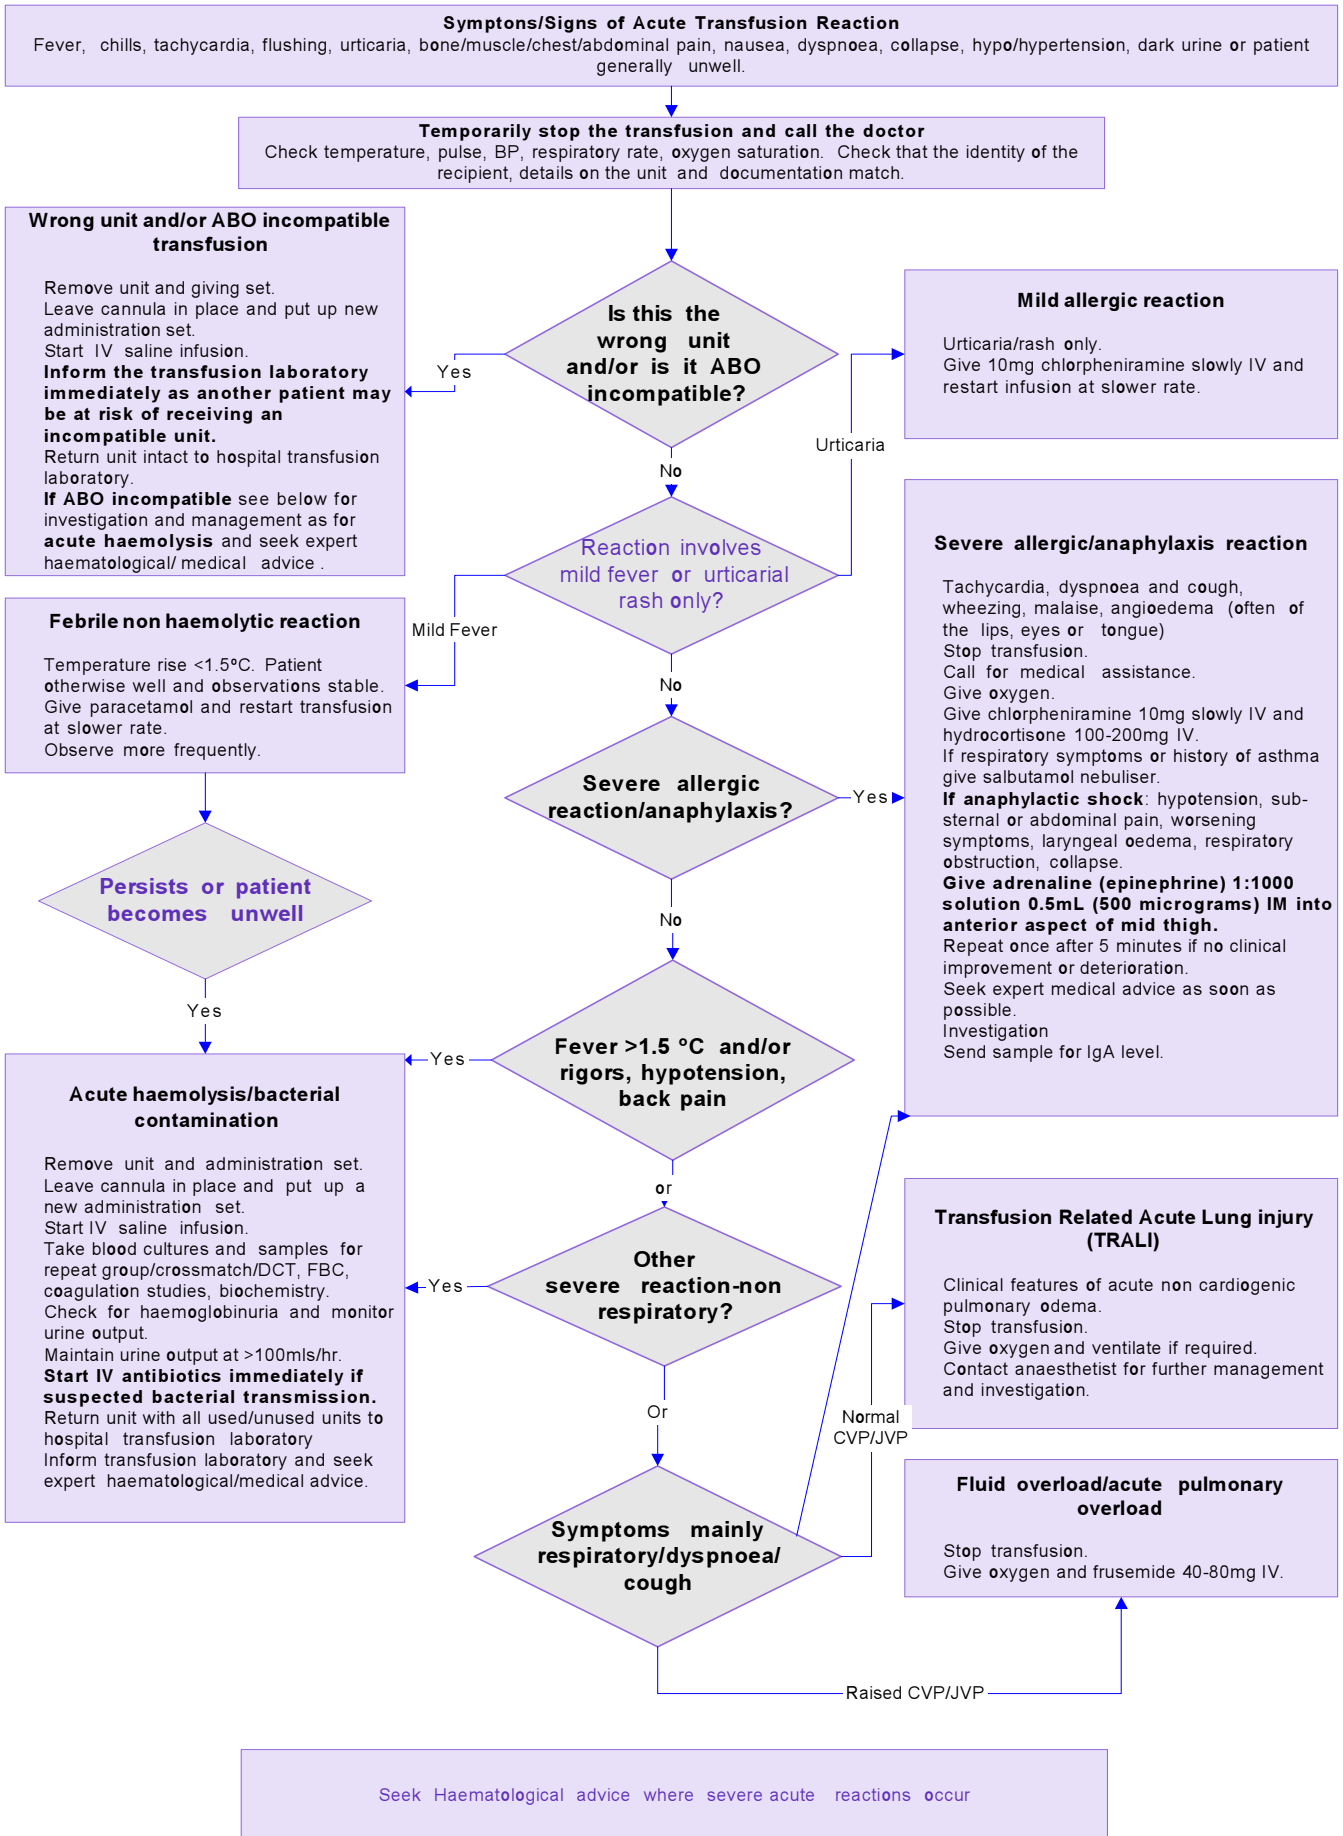 Symptons/Signs of Acute Transfusion Reaction
Fever, chills, tachycardia, flushing, urticaria, bone/muscle/chest/abdominal pain, nausea, dyspnoea, collapse, hypo/hypertension, dark urine or patient
generally unwell.
Temporarily stop the transfusion and call the doctor
Check temperature, pulse, BP, respiratory rate, oxygen saturation. Check that the identity of the
recipient, details on the unit and documentation match.
Wrong unit and/or ABO incompatible
transfusion
Remove unit and giving set.
Leave cannula in place and put up new
administration set.
Start IV saline infusion.
Inform the transfusion laboratory
immediately as another patient may
be at risk of receiving an
incompatible unit.
Return unit intact to hospital transfusion
laboratory.
If ABO incompatible see below for
investigation and management as for
acute haemolysis and seek expert
haematological/ medical advice .
Yes
Is this the
wrong unit
and/or is it ABO
incompatible?
No
Mild allergic reaction
Urticaria/rash only.
Give 10mg chlorpheniramine slowly IV and
restart infusion at slower rate.
Urticaria
Reaction involves
mild fever or urticarial
rash only?
Mild Fever
No
Febrile non haemolytic reaction
Temperature rise <1.5ºC. Patient
otherwise well and observations stable.
Give paracetamol and restart transfusion
at slower rate.
Observe more frequently.
Severe allergic
reaction/anaphylaxis?
Yes
No
Severe allergic/anaphylaxis reaction
Tachycardia, dyspnoea and cough,
wheezing, malaise, angioedema (often of
the lips, eyes or tongue)
Stop transfusion.
Call for medical assistance.
Give oxygen.
Give chlorpheniramine 10mg slowly IV and
hydrocortisone 100-200mg IV.
If respiratory symptoms or history of asthma
give salbutamol nebuliser.
If anaphylactic shock: hypotension, sub-
sternal or abdominal pain, worsening
symptoms, laryngeal oedema, respiratory
obstruction, collapse.
Give adrenaline (epinephrine) 1:1000
solution 0.5mL (500 micrograms) IM into
anterior aspect of mid thigh.
Repeat once after 5 minutes if no clinical
improvement or deterioration.
Seek expert medical advice as soon as
possible.
Investigation
Send sample for IgA level.
Persists or patient
becomes unwell
Yes
Fever >1.5 ºC and/or
rigors, hypotension,
back pain
Yes
or
Acute haemolysis/bacterial
contamination
Remove unit and administration set.
Leave cannula in place and put up a
new administration set.
Start IV saline infusion.
Take blood cultures and samples for
repeat group/crossmatch/DCT, FBC,
coagulation studies, biochemistry.
Check for haemoglobinuria and monitor
urine output.
Maintain urine output at >100mls/hr.
Start IV antibiotics immediately if
suspected bacterial transmission.
Return unit with all used/unused units to
hospital transfusion laboratory
Inform transfusion laboratory and seek
expert haematological/medical advice.
Other
severe reaction-non
respiratory?
Yes
Or
Transfusion Related Acute Lung injury
(TRALI)
Clinical features of acute non cardiogenic
pulmonary odema.
Stop transfusion.
Give oxygen and ventilate if required.
Contact anaesthetist for further management
and investigation.
Normal
CVP/JVP
Symptoms mainly
respiratory/dyspnoea/
cough
Fluid overload/acute pulmonary
overload
Stop transfusion.
Give oxygen and frusemide 40-80mg IV.
Raised CVP/JVP
Seek Haematological advice where severe acute reactions occur